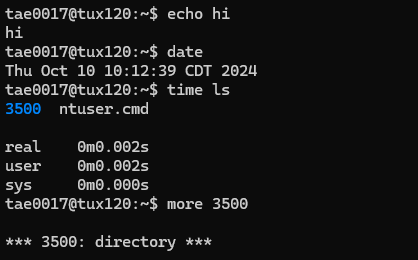 tae0017@tux120:~$ echo hi
hi
tae0017@tux120:~$ date
Thu Oct 10 10:12:39 CDT 2024
tae0017@tux120:~$ time ls
3500  ntuser.cmd

real    0m0.002s
user    0m0.002s
sys     0m0.000s
tae0017@tux120:~$ more 3500

*** 3500: directory ***